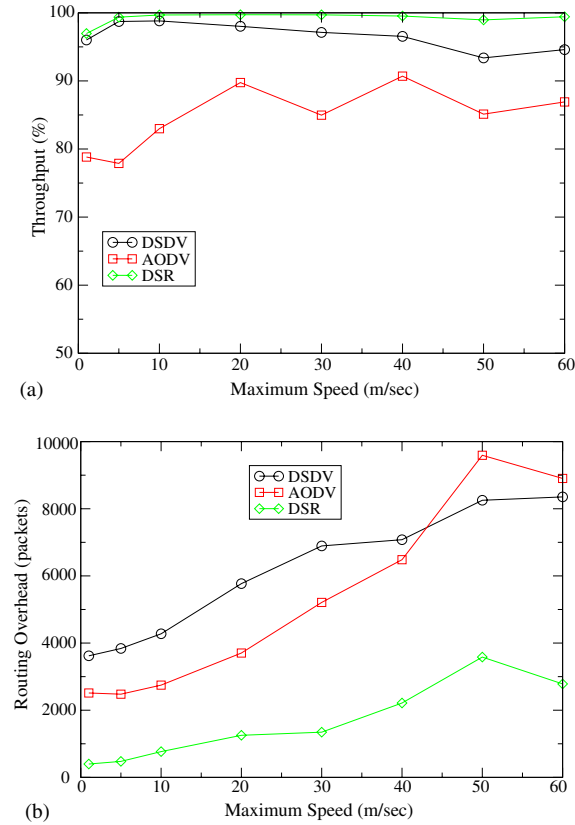 100
90
80
70
60
50
Throughput (%)
DSDV
AODV
DSR
0 10 20 30 40 50 60
(a)
Maximum Speed (m/sec)
10000
8000
6000
4000
2000
0
Routing Overhead (packets)
DSDV
AODV
DSR
0 10 20 30 40 50 60
(b)
Maximum Speed (m/sec)